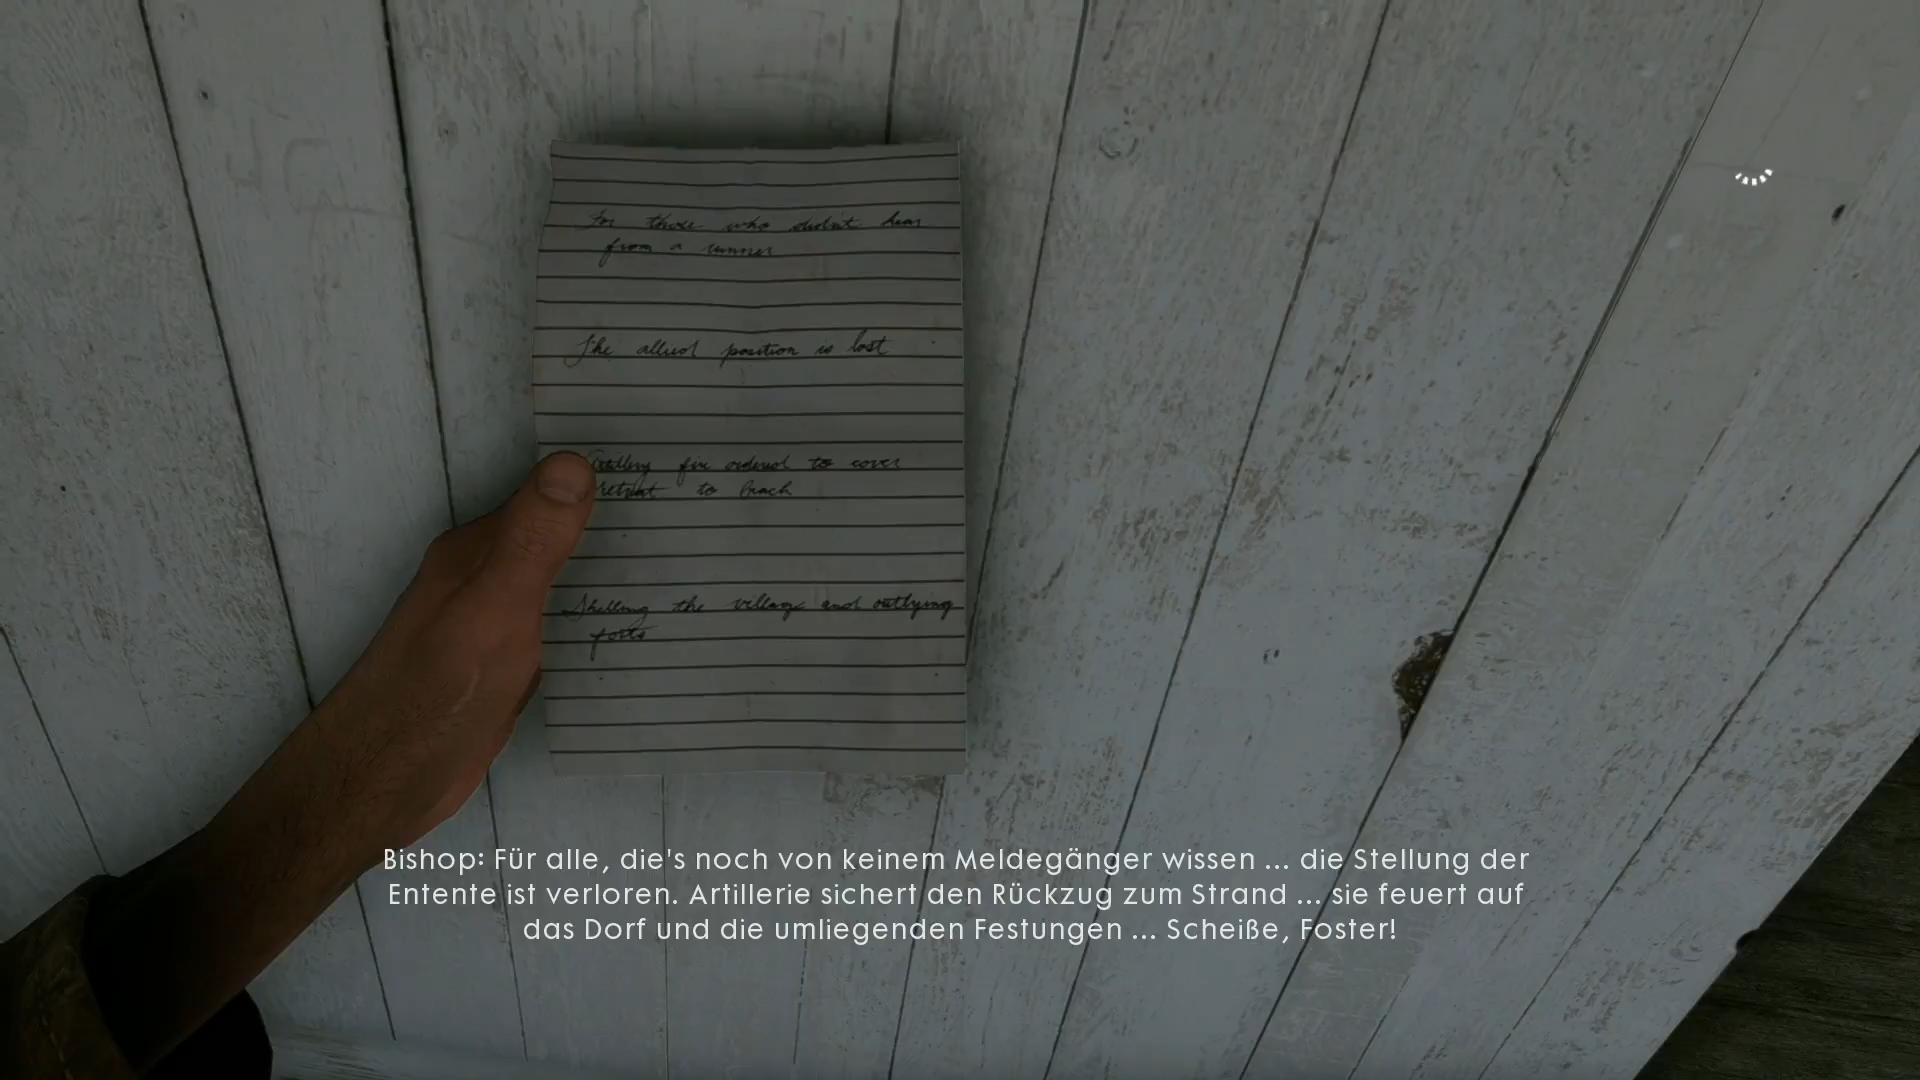 For those who didn't hear
from a runner
The allied position is lost
Artillery fire ordered to cover
retreat to beach
Shelling the village and outlying
forts
Bishop: Für alle, die's noch von keinem Meldegänger wissen ... die Stellung der
Entente ist verloren. Artillerie sichert den Rückzug zum Strand ... sie feuert auf
das Dorf und die umliegenden Festungen ... Scheiße, Foster!